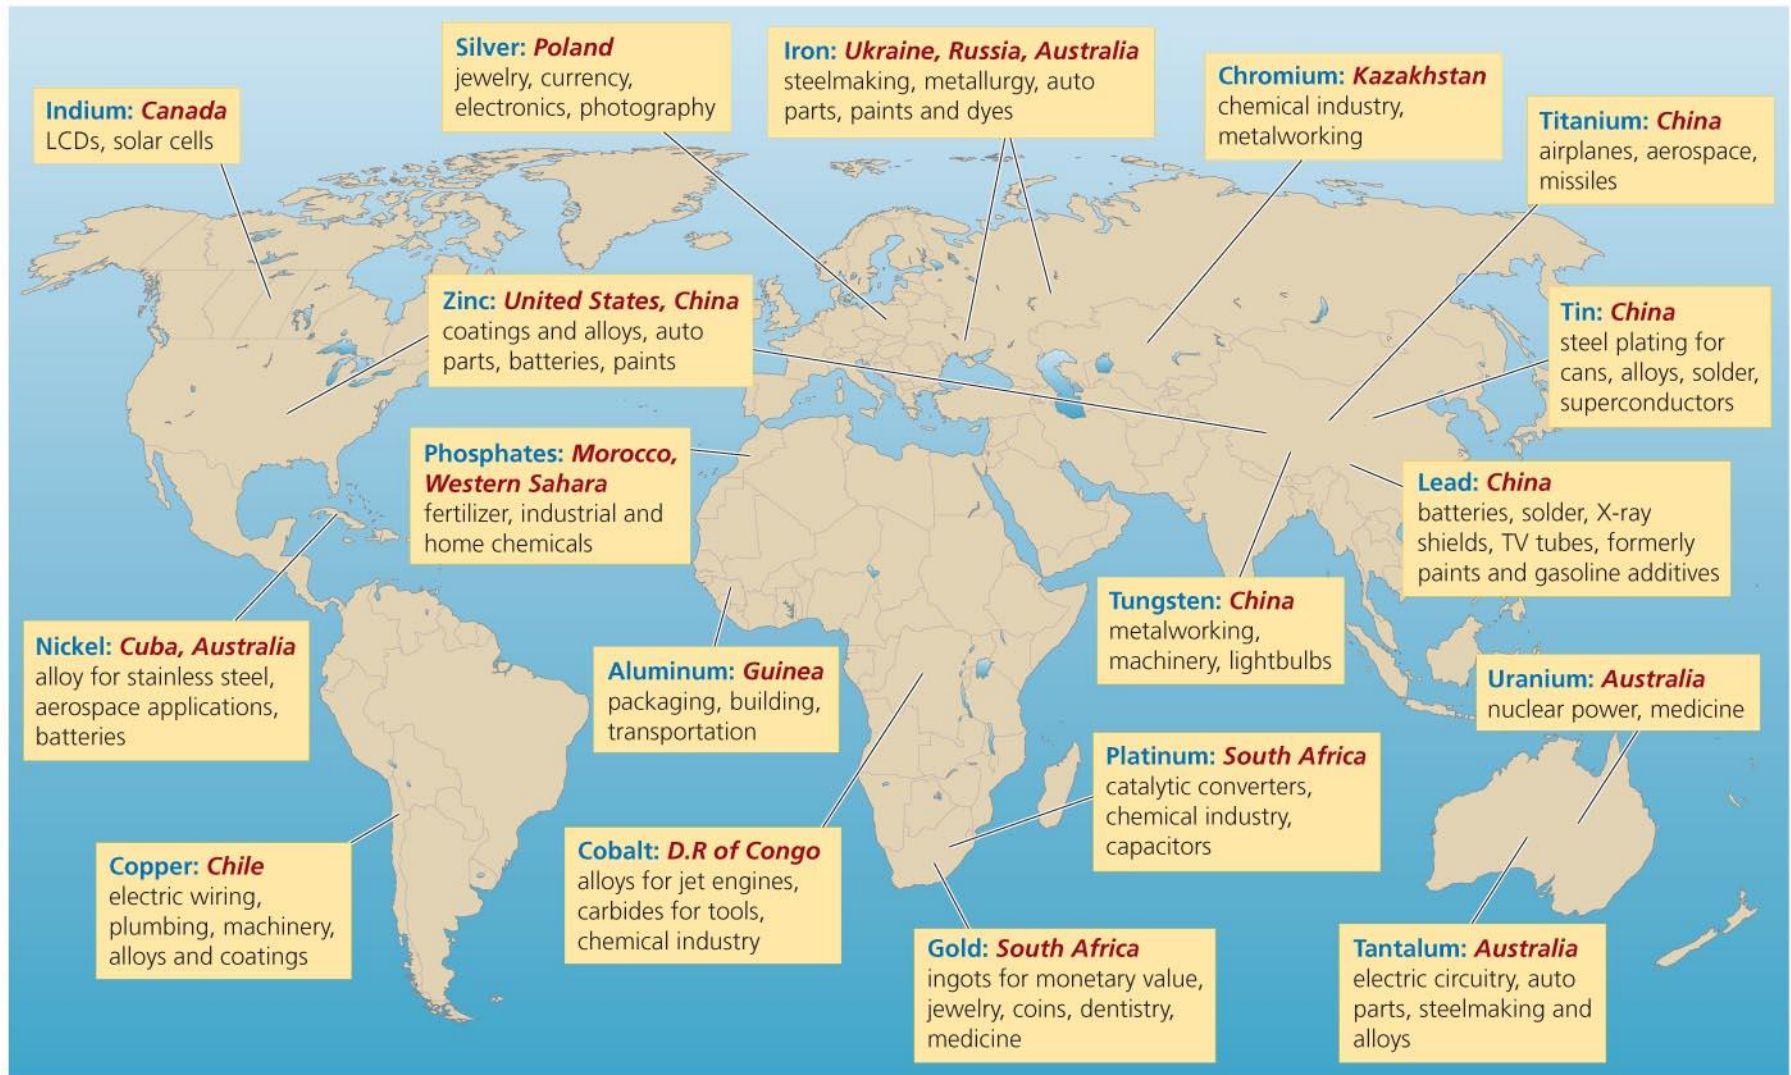 Silver: Poland
jewelry, currency,
electronics, photography
Iron: Ukraine, Russia, Australia
steelmaking, metallurgy, auto
parts, paints and dyes
Chromium: Kazakhstan
chemical industry,
metalworking
Indium: Canada
LCDs, solar cells
Titanium: China
airplanes, aerospace,
missiles
Zinc: United States, China
coatings and alloys, auto
parts, batteries, paints
Tin: China
steel plating for
cans, alloys, solder,
superconductors
Phosphates: Morocco,
Western Sahara
fertilizer, industrial and
home chemicals
Lead: China
batteries, solder, X-ray
shields, TV tubes, formerly
paints and gasoline additives
Tungsten: China
metalworking,
machinery, lightbulbs
Nickel: Cuba, Australia
alloy for stainless steel,
aerospace applications,
batteries
Aluminum: Guinea
packaging, building,
transportation
Uranium: Australia
nuclear power, medicine
Platinum: South Africa
catalytic converters,
chemical industry,
capacitors
Copper: Chile
electric wiring,
plumbing, machinery,
alloys and coatings
Cobalt: D.R of Congo
alloys for jet engines,
carbides for tools,
chemical industry
Gold: South Africa
ingots for monetary value,
jewelry, coins, dentistry,
medicine
Tantalum: Australia
electric circuitry, auto
parts, steelmaking and
alloys